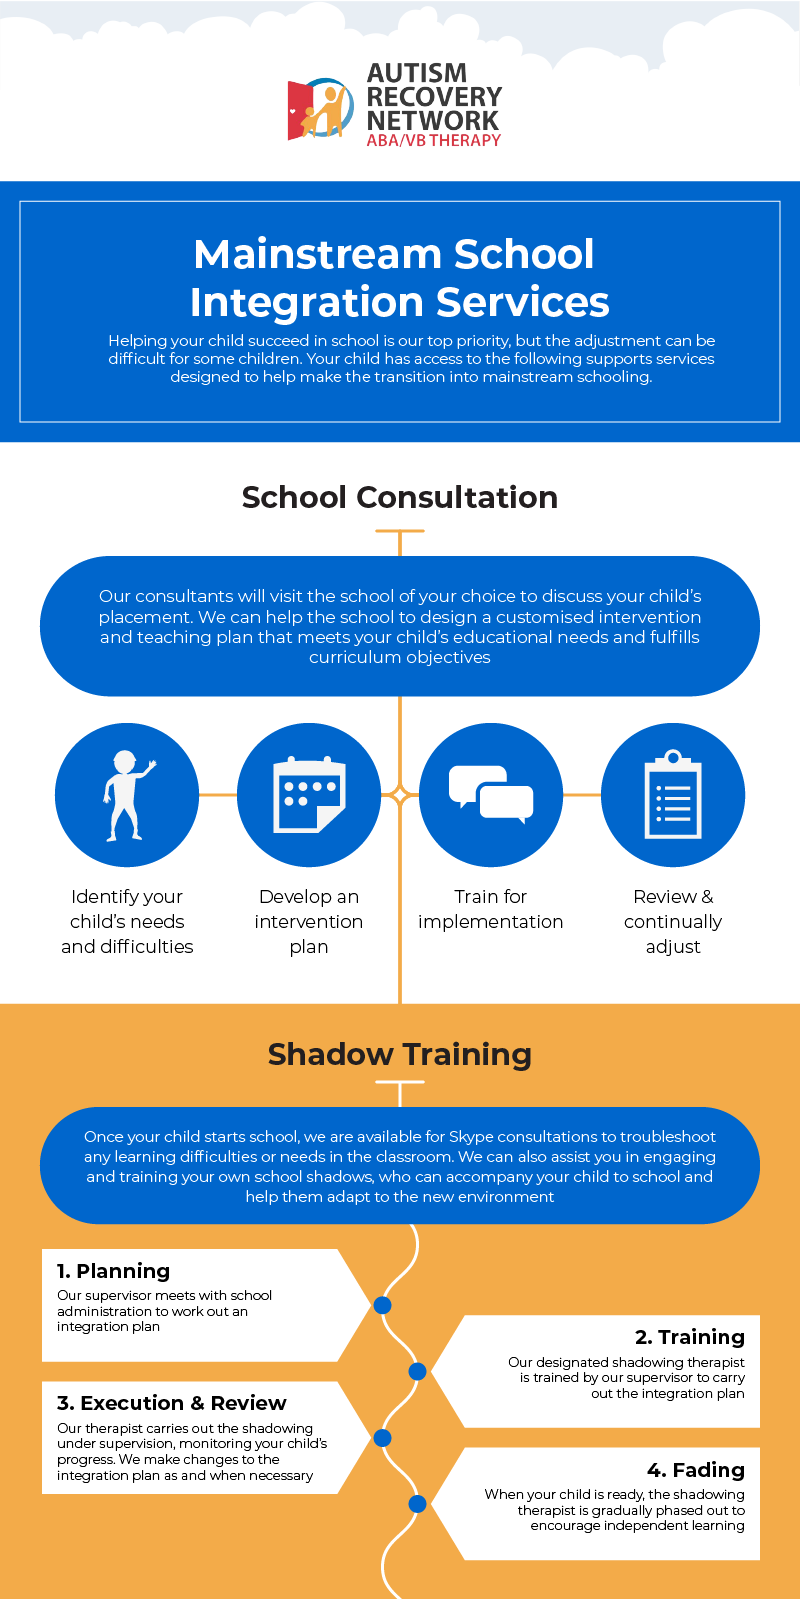 AUTISM
RECOVERY
NETWORK
ABA/VB THERAPY
Mainstream School
Integration Services
Helping your child succeed in school is our top priority, but the adjustment can be
difficult for some children. Your child has access to the following supports services
designed to help make the transition into mainstream schooling.
School Consultation
Our consultants will visit the school of your choice to discuss your child's
placement. We can help the school to design a customised intervention
and teaching plan that meets your child's educational needs and fulfills
curriculum objectives
Identify your
child's needs
and difficulties
Develop an
intervention
plan
Train for
implementation
Review &
continually
adjust
Shadow Training
Once your child starts school, we are available for Skype consultations to troubleshoot
any learning difficulties or needs in the classroom. We can also assist you in engaging
and training your own school shadows, who can accompany your child to school and
help them adapt to the new environment
1. Planning
Our supervisor meets with school
administration to work out an
integration plan
2. Training
Our designated shadowing therapist
is trained by our supervisor to carry
out the integration plan
3. Execution & Review
Our therapist carries out the shadowing
under supervision, monitoring your child's
progress. We make changes to the
integration plan as and when necessary
4. Fading
When your child is ready, the shadowing
therapist is gradually phased out to
encourage independent learning